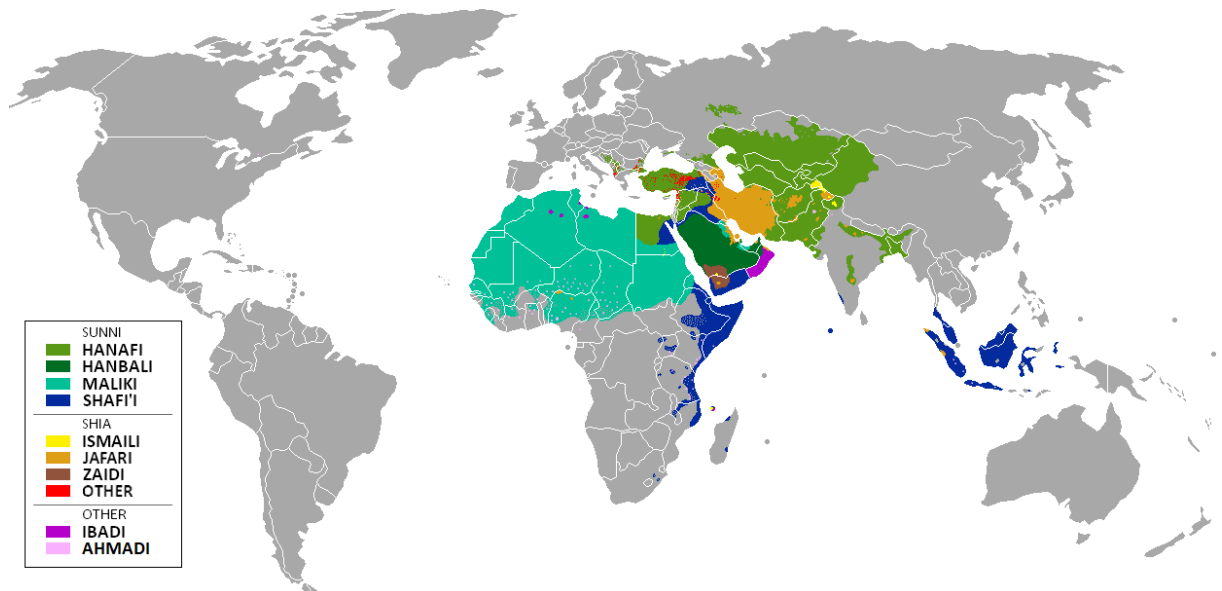 SUNNI
HANAFI
HANBALI
MALIKI
SHAFI'I
SHIA
ISMAILI
JAFARI
ZAIDI
OTHER
OTHER
IBADI
AHMADI